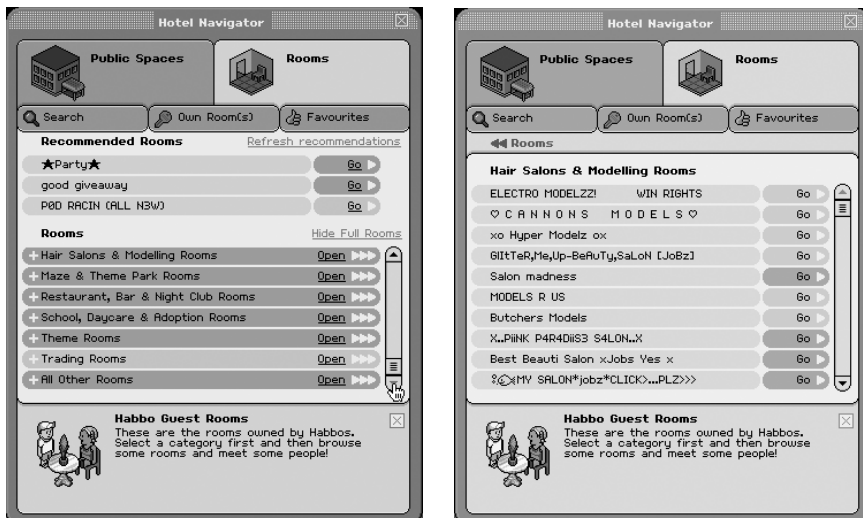 Hotel Navigator
Public Spaces
Rooms
Search
Own Room(s)
Favourites
Recommended Rooms
Refresh recommendations
★Party★
Go
good giveaway
Go
PØD RACIN (ALL N3W)
Go
Rooms
Hide Full Rooms
+ Hair Salons & Modelling Rooms
Open
+ Maze & Theme Park Rooms
Open
+ Restaurant, Bar & Night Club Rooms
Open
+ School, Daycare & Adoption Rooms
Open
+ Theme Rooms
Open
+ Trading Rooms
Open
+ All Other Rooms
Open
Habbo Guest Rooms
These are the rooms owned by Habbos.
Select a category first and then browse
some rooms and meet some people!
Hotel Navigator
Public Spaces
Rooms
Search
Own Room(s)
Favourites
Rooms
Hair Salons & Modelling Rooms
ELECTRO MODELZZ! WIN RIGHTS
Go
♡ C A N N O N S M O D E L S ♡
Go
xo Hyper Modelz ox
Go
GlItTeR,Me,Up-BeAuTy,SaLoN [JoBz]
Go
Salon madness
Go
MODELS R US
Go
Butchers Models
Go
X..PiiNK P4R4DiiS3 S4LON..X
Go
Best Beauti Salon xJobs Yes x
Go
MY SALON*jobz*CLICK>...PLZ>>>
Go
Habbo Guest Rooms
These are the rooms owned by Habbos.
Select a category first and then browse
some rooms and meet some people!